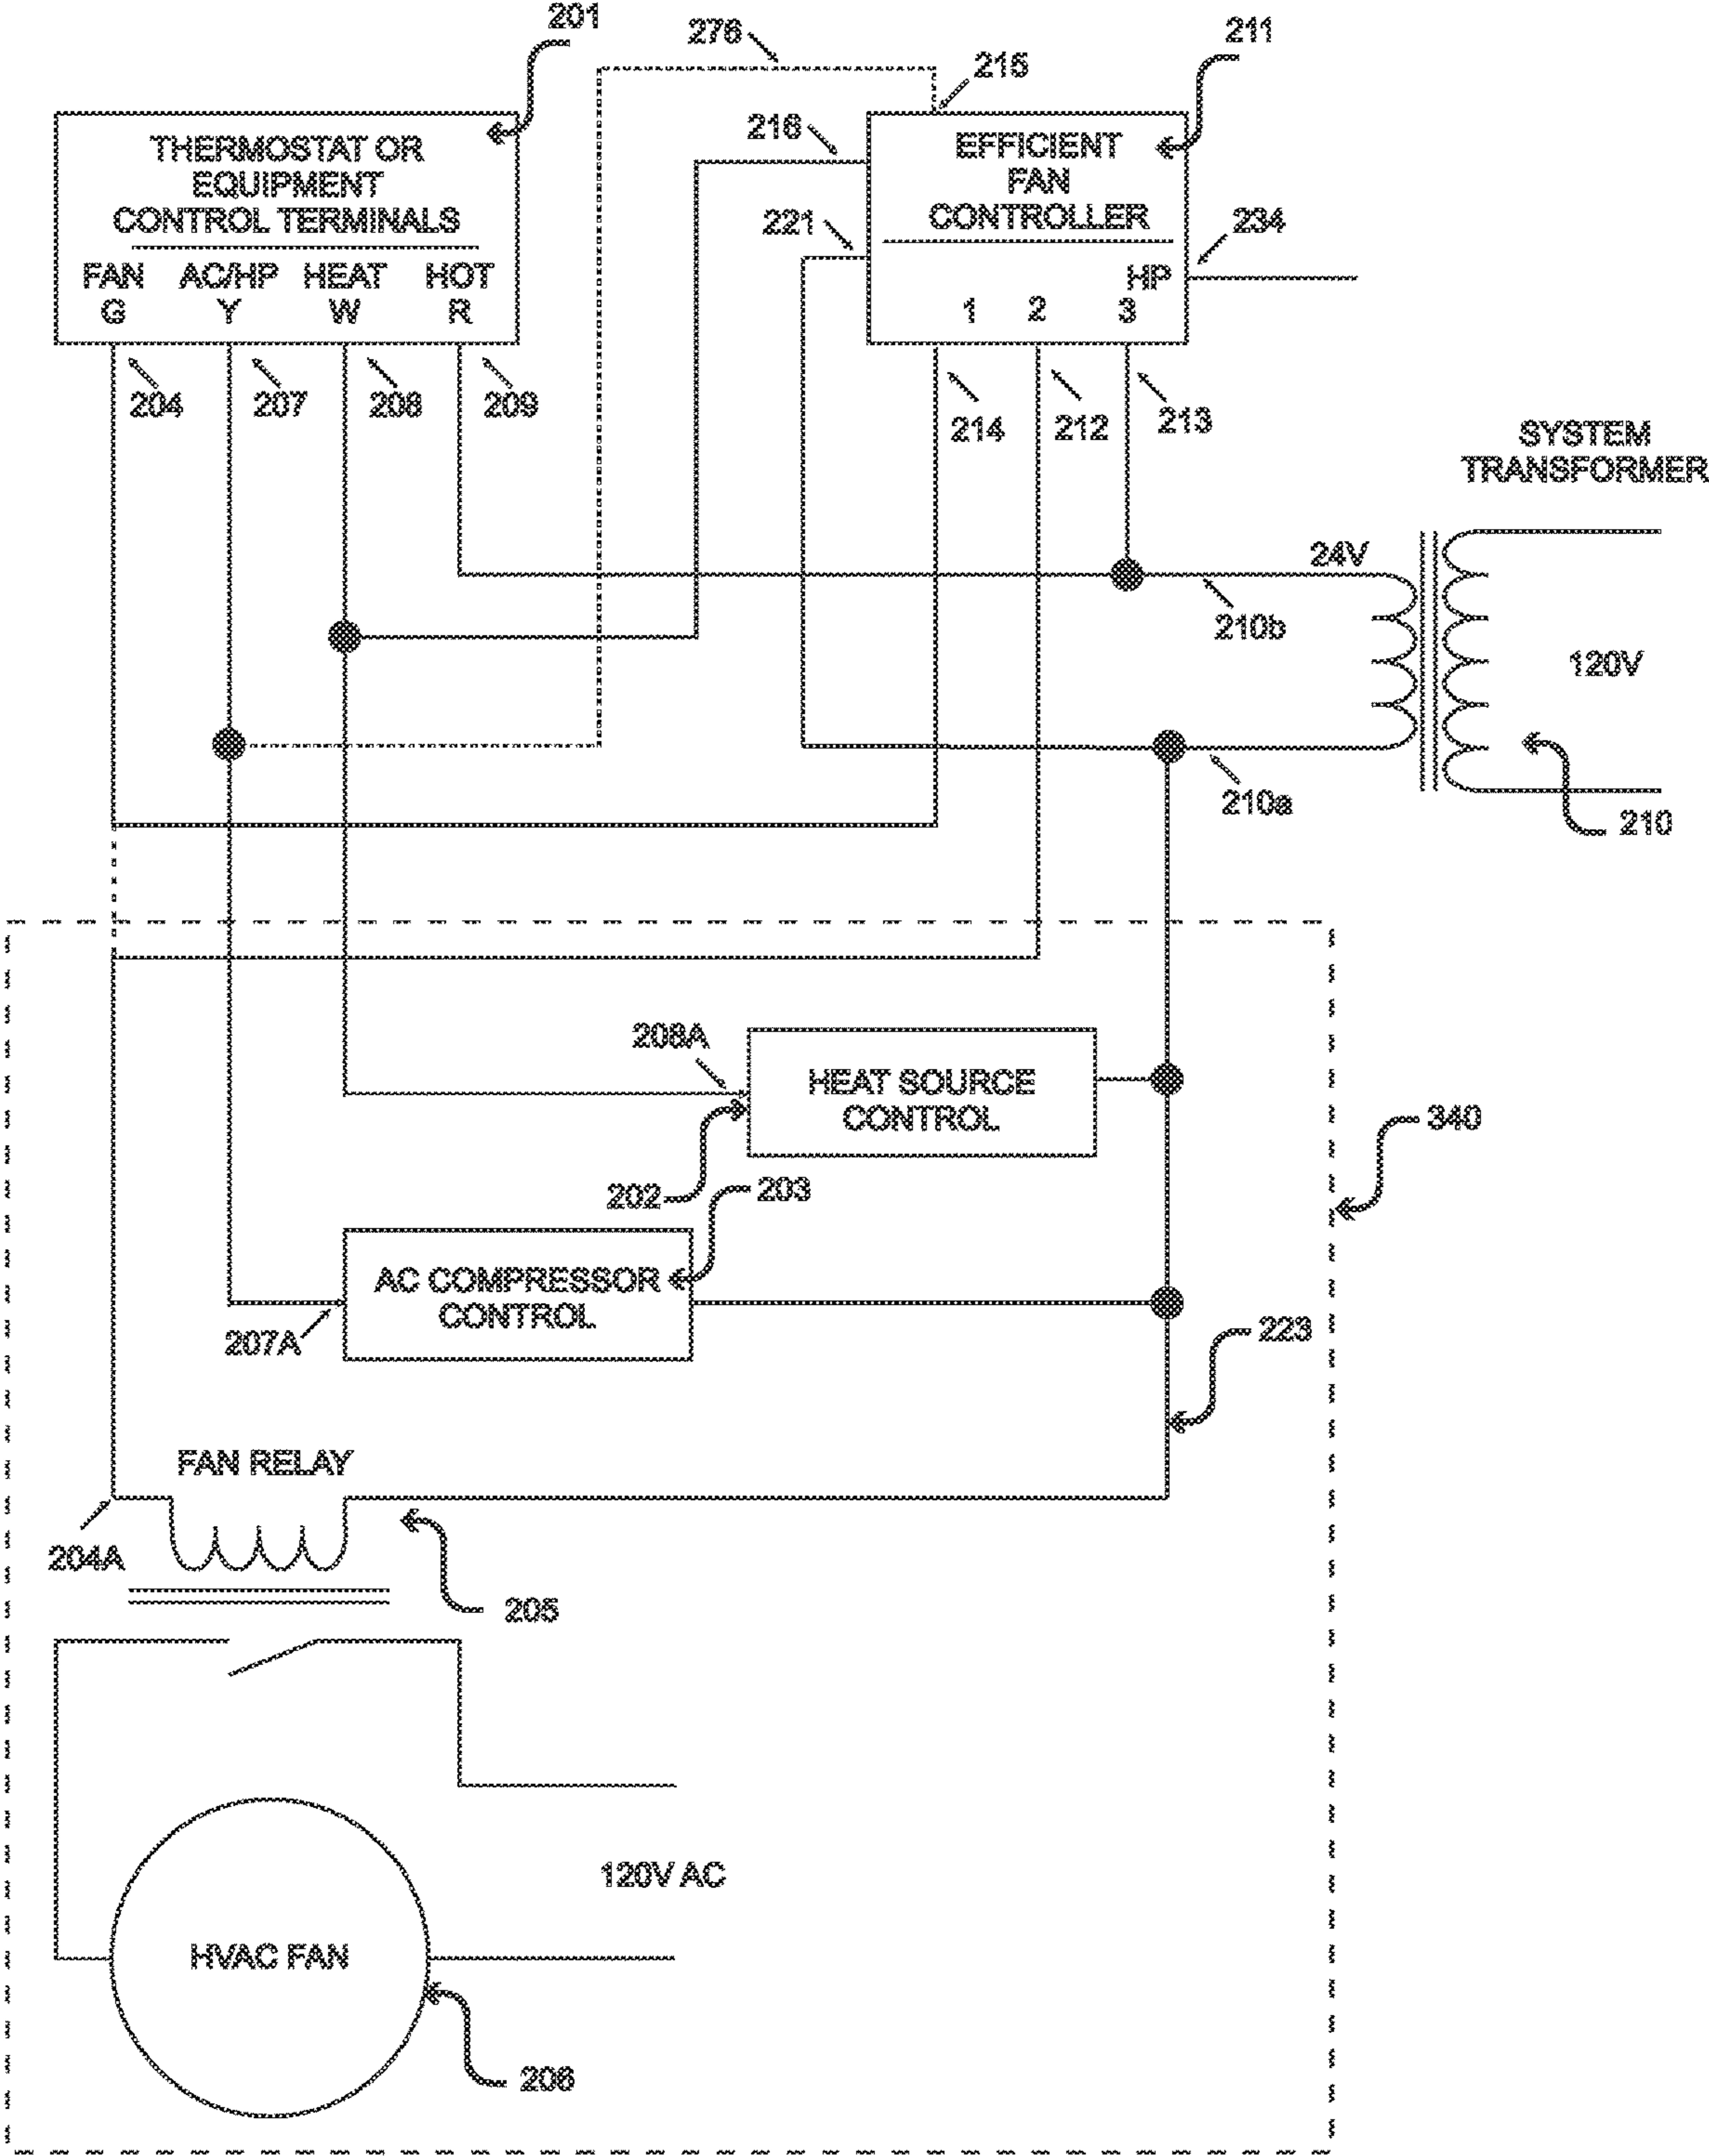 201
276
215
211
THERMOSTAT OR
EQUIPMENT
CONTROL TERMINALS
FAN AC/HP HEAT HOT
G Y W R
216
221
EFFICIENT
FAN
CONTROLLER
HP
1 2 3
234
204 207 208 209
214 212 213
SYSTEM
TRANSFORMER
24V
210b
120V
210a
210
208A
HEAT SOURCE
CONTROL
340
202
203
AC COMPRESSOR
CONTROL
207A
223
FAN RELAY
204A
205
120V AC
HVAC FAN
206